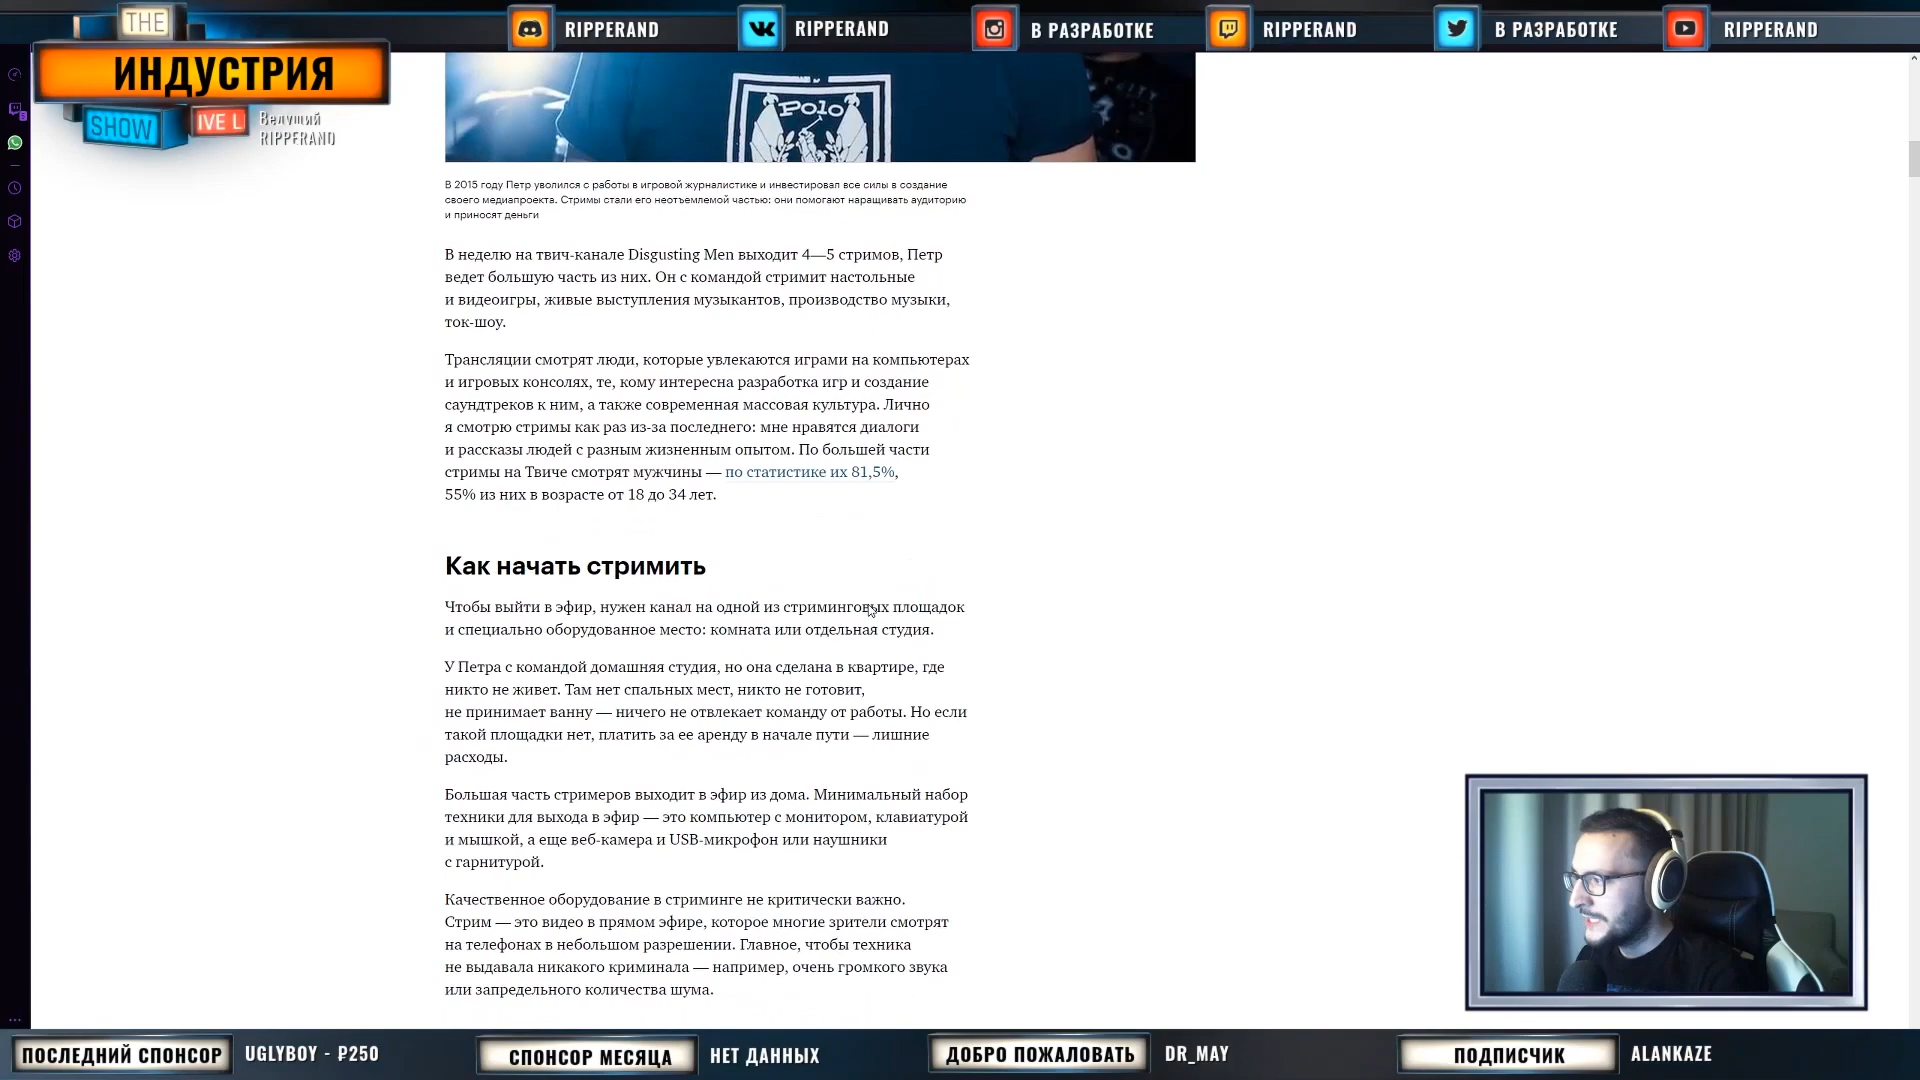 THE
ИНДУСТРИЯ
SHOW
IVE L
Ведущий
RIPPERAND
RIPPERAND
RIPPERAND
В РАЗРАБОТКЕ
RIPPERAND
В РАЗРАБОТКЕ
RIPPERAND
Polo
CITY
В 2015 году Петр уволился с работы в игровой журналистике и инвестировал все силы в создание
своего медиапроекта. Стримы стали его неотъемлемой частью: они помогают наращивать аудиторию
и приносят деньги
В неделю на твич-канале Disgusting Men выходит 4—5 стримов, Петр
ведет большую часть из них. Он с командой стримит настольные
и видеоигры, живые выступления музыкантов, производство музыки,
ток-шоу.
Трансляции смотрят люди, которые увлекаются играми на компьютерах
и игровых консолях, те, кому интересна разработка игр и создание
саундтреков к ним, а также современная массовая культура. Лично
я смотрю стримы как раз из-за последнего: мне нравятся диалоги
и рассказы людей с разным жизненным опытом. По большей части
стримы на Твиче смотрят мужчины — по статистике их 81,5%,
55% из них в возрасте от 18 до 34 лет.
Как начать стримить
Чтобы выйти в эфир, нужен канал на одной из стриминговых площадок
и специально оборудованное место: комната или отдельная студия.
У Петра с командой домашняя студия, но она сделана в квартире, где
никто не живет. Там нет спальных мест, никто не готовит,
не принимает ванну — ничего не отвлекает команду от работы. Но если
такой площадки нет, платить за ее аренду в начале пути — лишние
расходы.
Большая часть стримеров выходит в эфир из дома. Минимальный набор
техники для выхода в эфир — это компьютер с монитором, клавиатурой
и мышкой, а еще веб-камера и USB-микрофон или наушники
с гарнитурой.
Качественное оборудование в стриминге не критически важно.
Стрим — это видео в прямом эфире, которое многие зрители смотрят
на телефонах в небольшом разрешении. Главное, чтобы техника
не выдавала никакого криминала — например, очень громкого звука
или запредельного количества шума.
ПОСЛЕДНИЙ СПОНСОР UGLYBOY - ₽250 СПОНСОР МЕСЯЦА НЕТ ДАННЫХ ДОБРО ПОЖАЛОВАТЬ DR_MAY ПОДПИСЧИК ALANKAZE